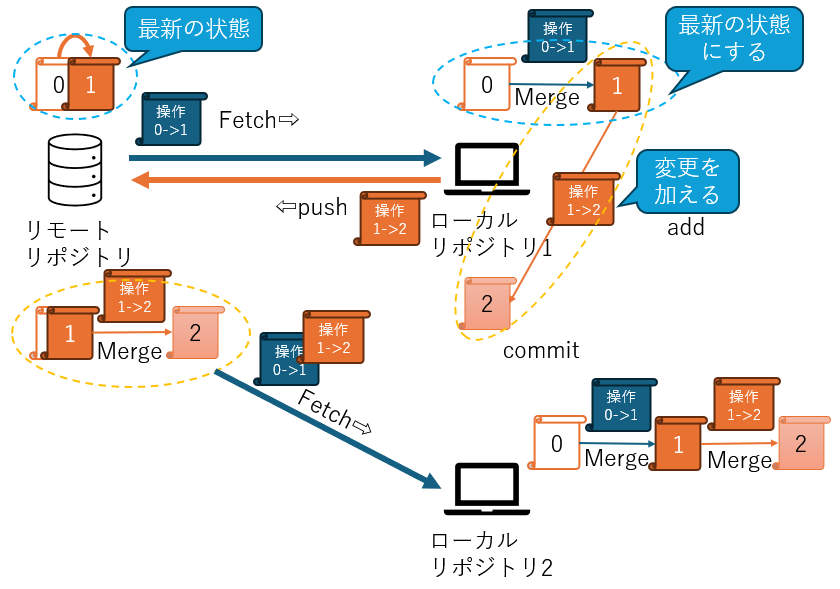 最新の状態
0
1
操作
0->1
Fetch⇨
⇦push
操作
1->2
リモート
リポジトリ
操作
0->1
0
Merge
1
最新の状態
にする
ローカル
リポジトリ1
操作
1->2
変更を
加える
add
2
commit
1
操作
1->2
Merge
2
操作
0->1
操作
1->2
Fetch⇨
0
操作
0->1
Merge
1
操作
1->2
Merge
2
ローカル
リポジトリ2